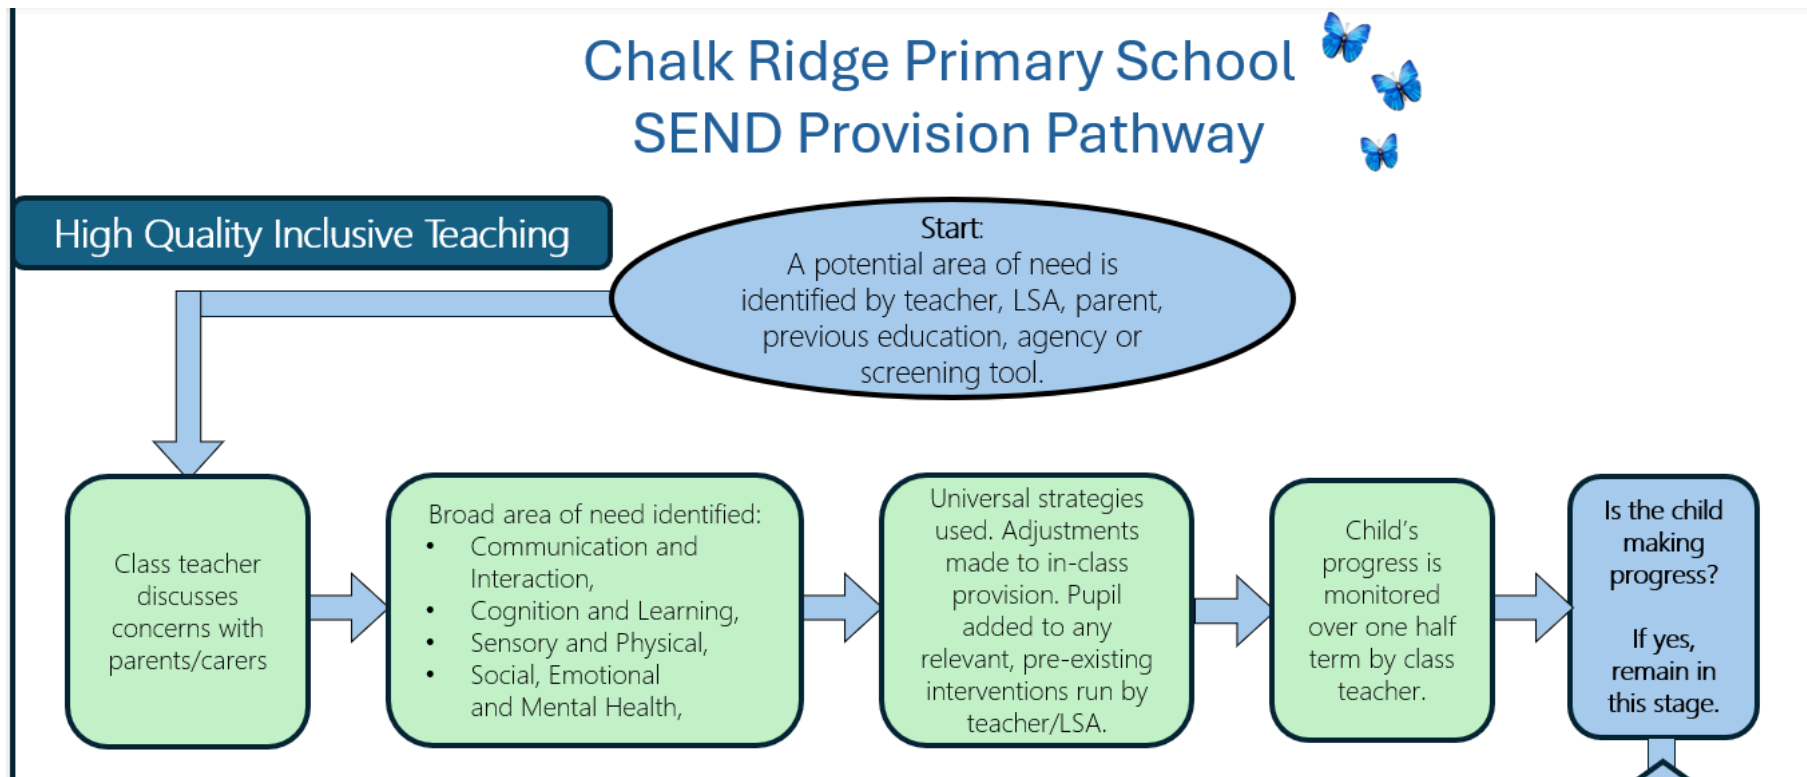 Chalk Ridge Primary School
SEND Provision Pathway
High Quality Inclusive Teaching
Start:
A potential area of need is
identified by teacher, LSA, parent,
previous education, agency or
screening tool.
Class teacher
discusses
concerns with
parents/carers
Broad area of need identified:
• Communication and
Interaction,
• Cognition and Learning,
• Sensory and Physical,
• Social, Emotional
and Mental Health,
Universal strategies
used. Adjustments
made to in-class
provision. Pupil
added to any
relevant, pre-existing
interventions run by
teacher/LSA.
Child’s
progress is
monitored
over one half
term by class
teacher.
Is the child
making
progress?
If yes,
remain in
this stage.